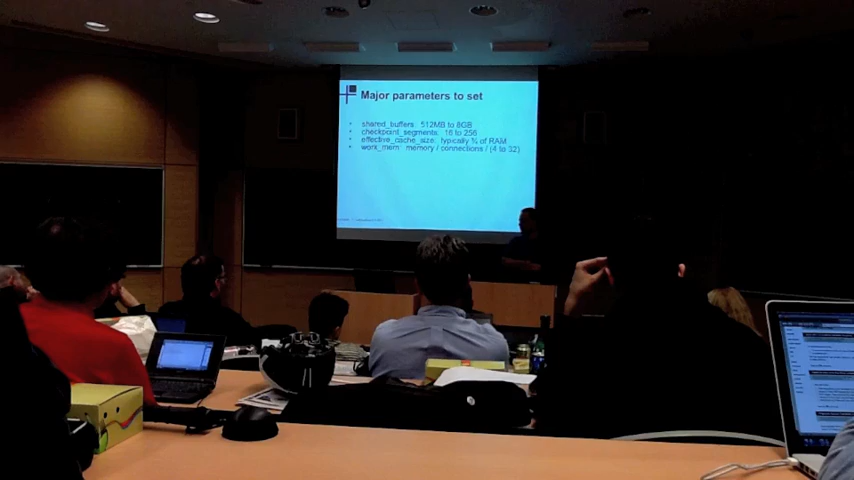 Major parameters to set
• shared_buffers: 512MB to 8GB
• checkpoint_segments: 16 to 256
• effective_cache_size: typically ¾ of RAM
• work_mem: memory / connections / (4 to 32)